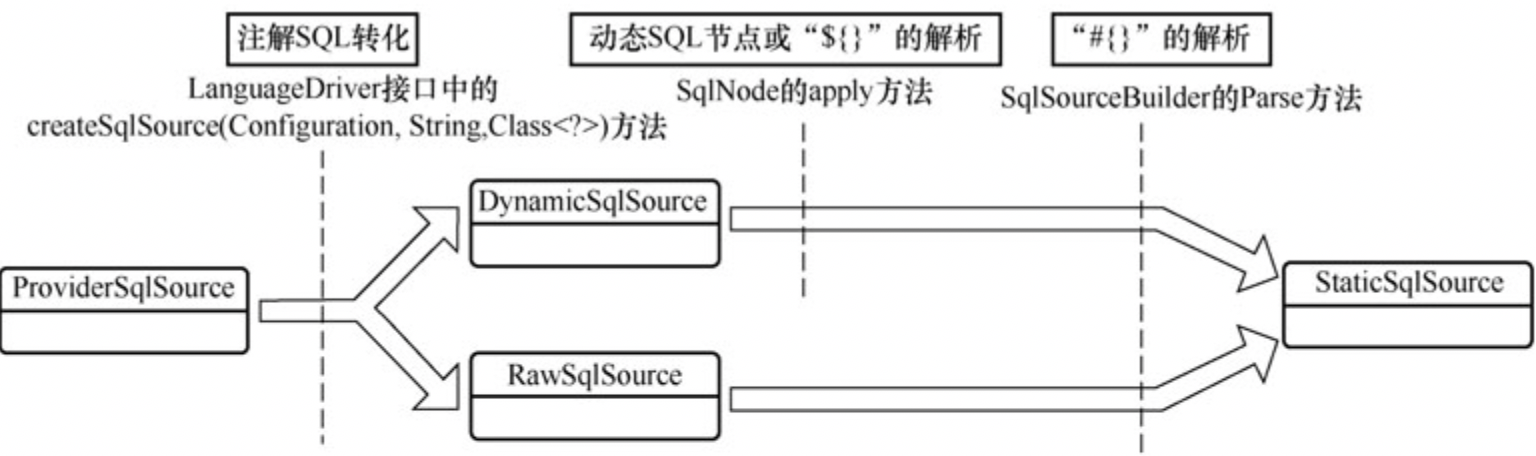 注解SQL转化
动态SQL节点或“${}”的解析
“#{}”的解析
LanguageDriver接口中的
createSqlSource(Configuration, String,Class<?>)方法
SqlNode的apply方法
SqlSourceBuilder的Parse方法
DynamicSqlSource
ProviderSqlSource
StaticSqlSource
RawSqlSource